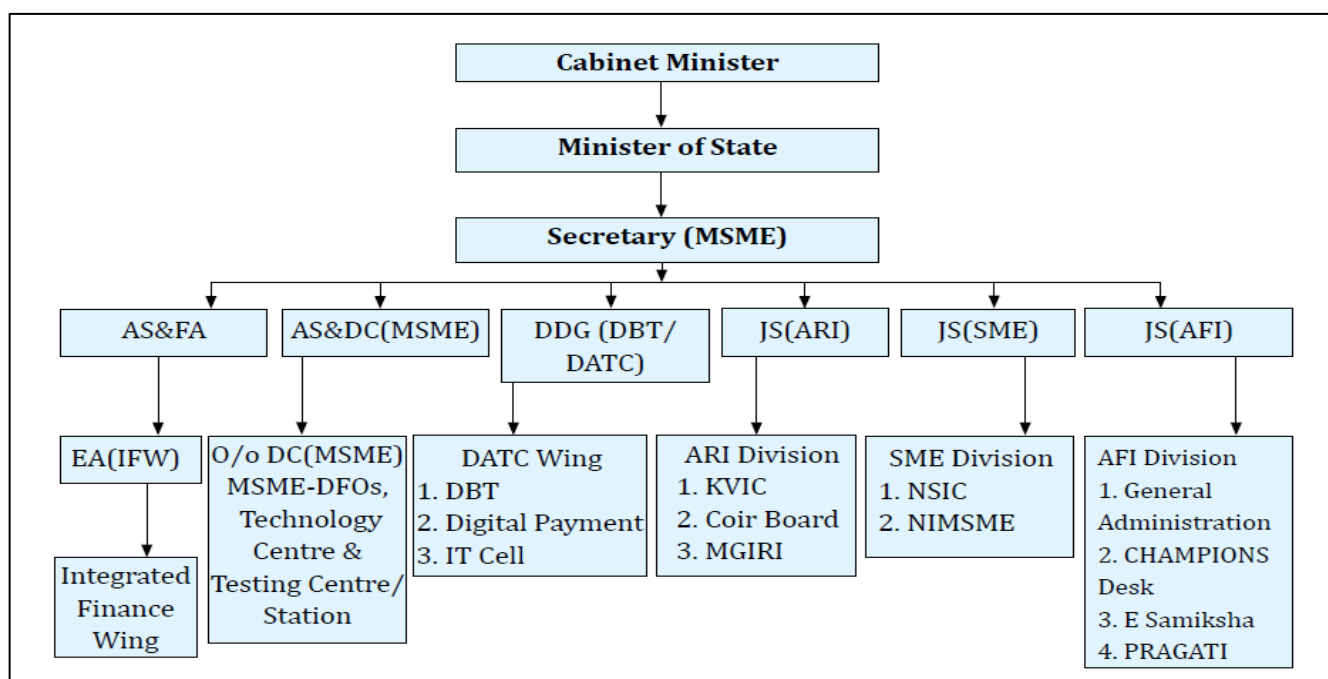 Cabinet Minister
Minister of State
Secretary (MSME)
AS&FA
AS&DC(MSME)
DDG (DBT/
DATC)
JS(ARI)
JS(SME)
JS(AFI)
EA(IFW)
Integrated
Finance
Wing
O/o DC(MSME)
MSME-DFOs,
Technology
Centre &
Testing Centre/
Station
DATC Wing
1. DBT
2. Digital Payment
3. IT Cell
ARI Division
1. KVIC
2. Coir Board
3. MGIRI
SME Division
1. NSIC
2. NIMSME
AFI Division
1. General
Administration
2. CHAMPIONS
Desk
3. E Samiksha
4. PRAGATI